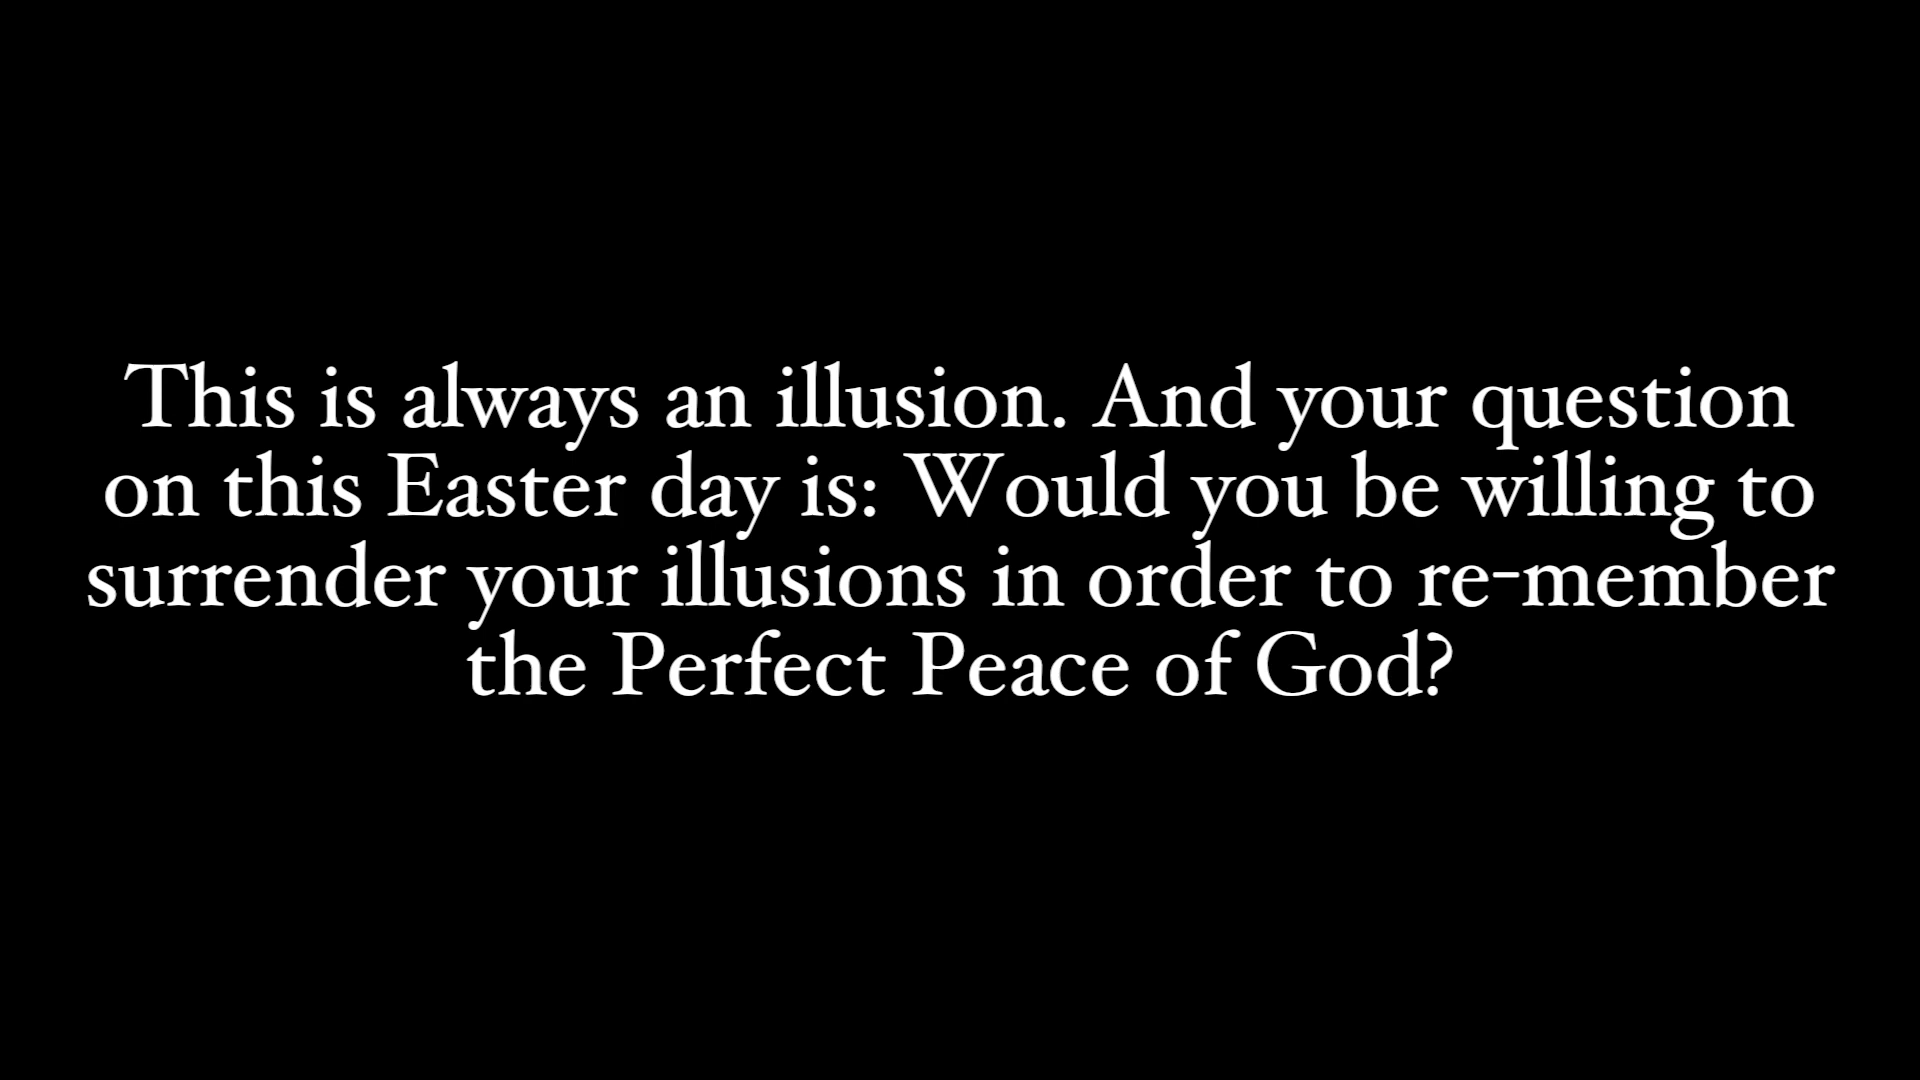 This is always an illusion. And your question
on this Easter day is: Would you be willing to
surrender your illusions in order to re-member
the Perfect Peace of God?